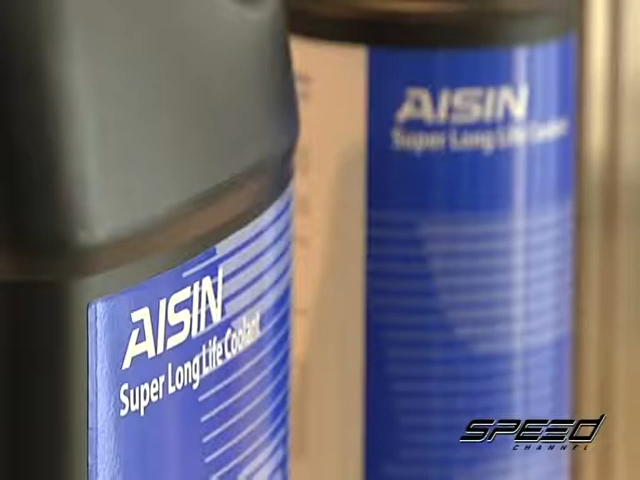 AISIN
Super Long Life Coolant
AISIN
Super Long Life Coolant
SPEED
CHANNEL